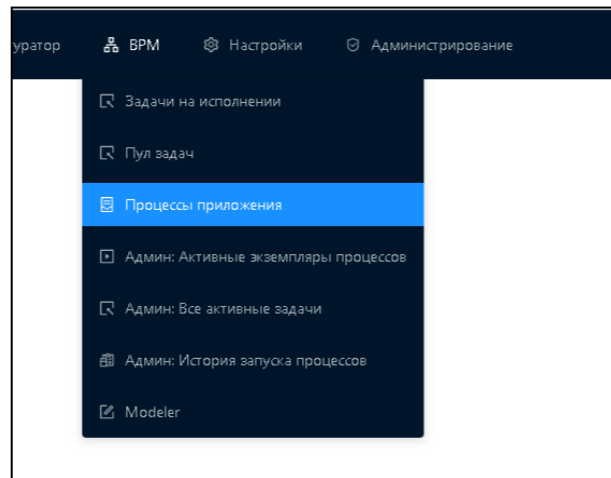 уратор BPM Настройки Администрирование
Задачи на исполнении
Пул задач
Процессы приложения
Админ: Активные экземпляры процессов
Админ: Все активные задачи
Админ: История запуска процессов
Modeler